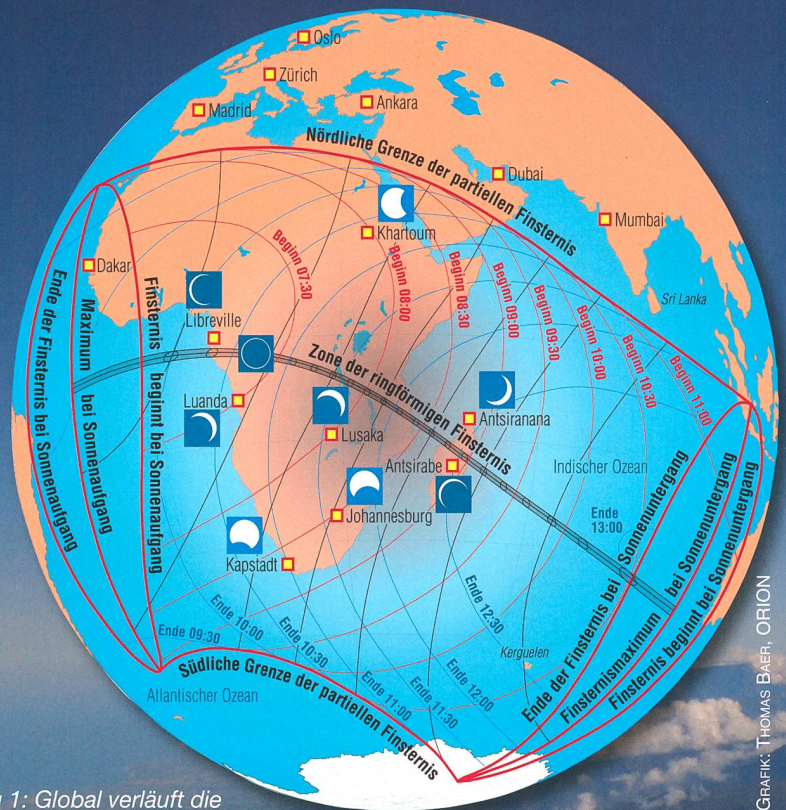 Oslo
Zürich
Madrid
Ankara
Nördliche Grenze der partiellen Finsternis
Dubai
Mumbai
Khartoum
Dakar
Sri Lanka
Beginn 07:30
Beginn 08:00
Beginn 08:30
Beginn 09:00
Beginn 09:30
Beginn 10:00
Beginn 10:30
Beginn 11:00
Ende der Finsternis bei Sonnenaufgang
Maximum bei Sonnenaufgang
Finsternis beginnt bei Sonnenaufgang
Libreville
Zone der ringförmigen Finsternis
Luanda
Lusaka
Antsiranana
Antsirabe
Indischer Ozean
Johannesburg
Kapstadt
Ende
13:00
Ende 12:30
Ende 09:30
Ende 10:00
Ende 10:30
Ende 11:00
Ende 11:30
Ende 12:00
Kerguelen
Ende der Finsternis bei Sonnenuntergang
Finsternismaximum bei Sonnenuntergang
Finsternis beginnt bei Sonnenuntergang
Südliche Grenze der partiellen Finsternis
Atlantischer Ozean
GRAFIK: THOMAS BAER, ORION
1: Global verläuft die